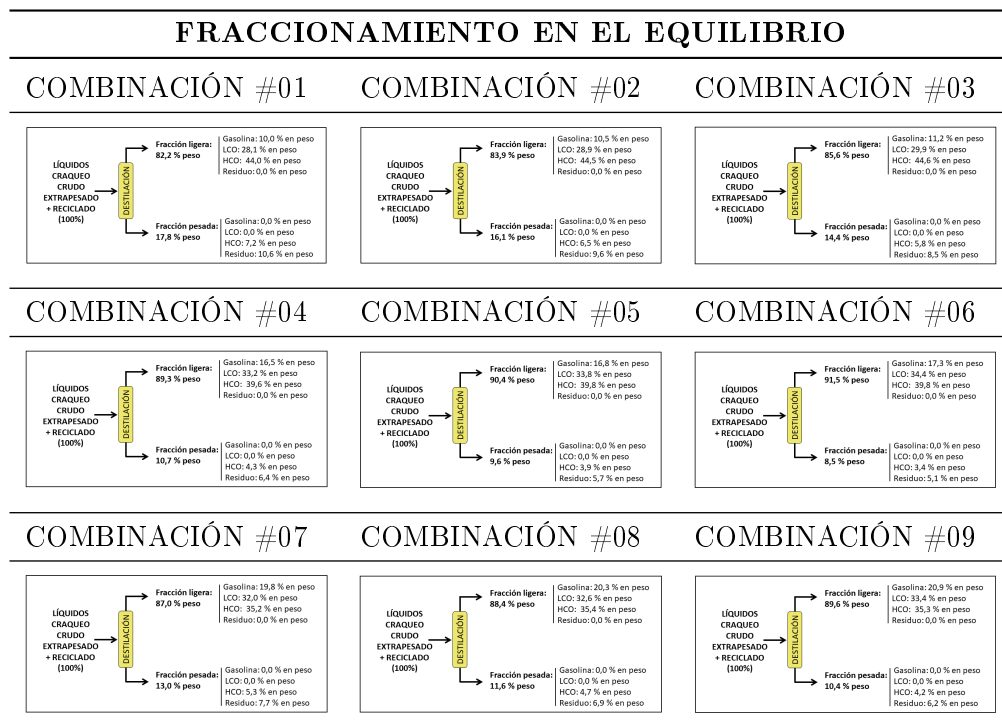 FRACCIONAMIENTO EN EL EQUILIBRIO
COMBINACIÓN #01
LÍQUIDOS
CRAQUEO
CRUDO
EXTRAPESADO
+ RECICLADO
(100%)
DESTILACIÓN
Fracción ligera:
82,2 % peso
Gasolina: 10,0 % en peso
LCO: 28,1 % en peso
HCO: 44,0 % en peso
Residuo: 0,0 % en peso
Fracción pesada:
17,8 % peso
Gasolina: 0,0 % en peso
LCO: 0,0 % en peso
HCO: 7,2 % en peso
Residuo: 10,6 % en peso
COMBINACIÓN #02
LÍQUIDOS
CRAQUEO
CRUDO
EXTRAPESADO
+ RECICLADO
(100%)
DESTILACIÓN
Fracción ligera:
83,9 % peso
Gasolina: 10,5 % en peso
LCO: 28,9 % en peso
HCO: 44,5 % en peso
Residuo: 0,0 % en peso
Fracción pesada:
16,1 % peso
Gasolina: 0,0 % en peso
LCO: 0,0 % en peso
HCO: 6,5 % en peso
Residuo: 9,6 % en peso
COMBINACIÓN #03
LÍQUIDOS
CRAQUEO
CRUDO
EXTRAPESADO
+ RECICLADO
(100%)
DESTILACIÓN
Fracción ligera:
85,6 % peso
Gasolina: 11,2 % en peso
LCO: 29,9 % en peso
HCO: 44,6 % en peso
Residuo: 0,0 % en peso
Fracción pesada:
14,4 % peso
Gasolina: 0,0 % en peso
LCO: 0,0 % en peso
HCO: 5,8 % en peso
Residuo: 8,5 % en peso
COMBINACIÓN #04
LÍQUIDOS
CRAQUEO
CRUDO
EXTRAPESADO
+ RECICLADO
(100%)
DESTILACIÓN
Fracción ligera:
89,3 % peso
Gasolina: 16,5 % en peso
LCO: 33,2 % en peso
HCO: 39,6 % en peso
Residuo: 0,0 % en peso
Fracción pesada:
10,7 % peso
Gasolina: 0,0 % en peso
LCO: 0,0 % en peso
HCO: 4,3 % en peso
Residuo: 6,4 % en peso
COMBINACIÓN #05
LÍQUIDOS
CRAQUEO
CRUDO
EXTRAPESADO
+ RECICLADO
(100%)
DESTILACIÓN
Fracción ligera:
90,4 % peso
Gasolina: 16,8 % en peso
LCO: 33,8 % en peso
HCO: 39,8 % en peso
Residuo: 0,0 % en peso
Fracción pesada:
9,6 % peso
Gasolina: 0,0 % en peso
LCO: 0,0 % en peso
HCO: 3,9 % en peso
Residuo: 5,7 % en peso
COMBINACIÓN #06
LÍQUIDOS
CRAQUEO
CRUDO
EXTRAPESADO
+ RECICLADO
(100%)
DESTILACIÓN
Fracción ligera:
91,5 % peso
Gasolina: 17,3 % en peso
LCO: 34,4 % en peso
HCO: 39,8 % en peso
Residuo: 0,0 % en peso
Fracción pesada:
8,5 % peso
Gasolina: 0,0 % en peso
LCO: 0,0 % en peso
HCO: 3,4 % en peso
Residuo: 5,1 % en peso
COMBINACIÓN #07
LÍQUIDOS
CRAQUEO
CRUDO
EXTRAPESADO
+ RECICLADO
(100%)
DESTILACIÓN
Fracción ligera:
87,0 % peso
Gasolina: 19,8 % en peso
LCO: 32,0 % en peso
HCO: 35,2 % en peso
Residuo: 0,0 % en peso
Fracción pesada:
13,0 % peso
Gasolina: 0,0 % en peso
LCO: 0,0 % en peso
HCO: 5,3 % en peso
Residuo: 7,7 % en peso
COMBINACIÓN #08
LÍQUIDOS
CRAQUEO
CRUDO
EXTRAPESADO
+ RECICLADO
(100%)
DESTILACIÓN
Fracción ligera:
88,4 % peso
Gasolina: 20,3 % en peso
LCO: 32,6 % en peso
HCO: 35,4 % en peso
Residuo: 0,0 % en peso
Fracción pesada:
11,6 % peso
Gasolina: 0,0 % en peso
LCO: 0,0 % en peso
HCO: 4,7 % en peso
Residuo: 6,9 % en peso
COMBINACIÓN #09
LÍQUIDOS
CRAQUEO
CRUDO
EXTRAPESADO
+ RECICLADO
(100%)
DESTILACIÓN
Fracción ligera:
89,6 % peso
Gasolina: 20,9 % en peso
LCO: 33,4 % en peso
HCO: 35,3 % en peso
Residuo: 0,0 % en peso
Fracción pesada:
10,4 % peso
Gasolina: 0,0 % en peso
LCO: 0,0 % en peso
HCO: 4,2 % en peso
Residuo: 6,2 % en peso